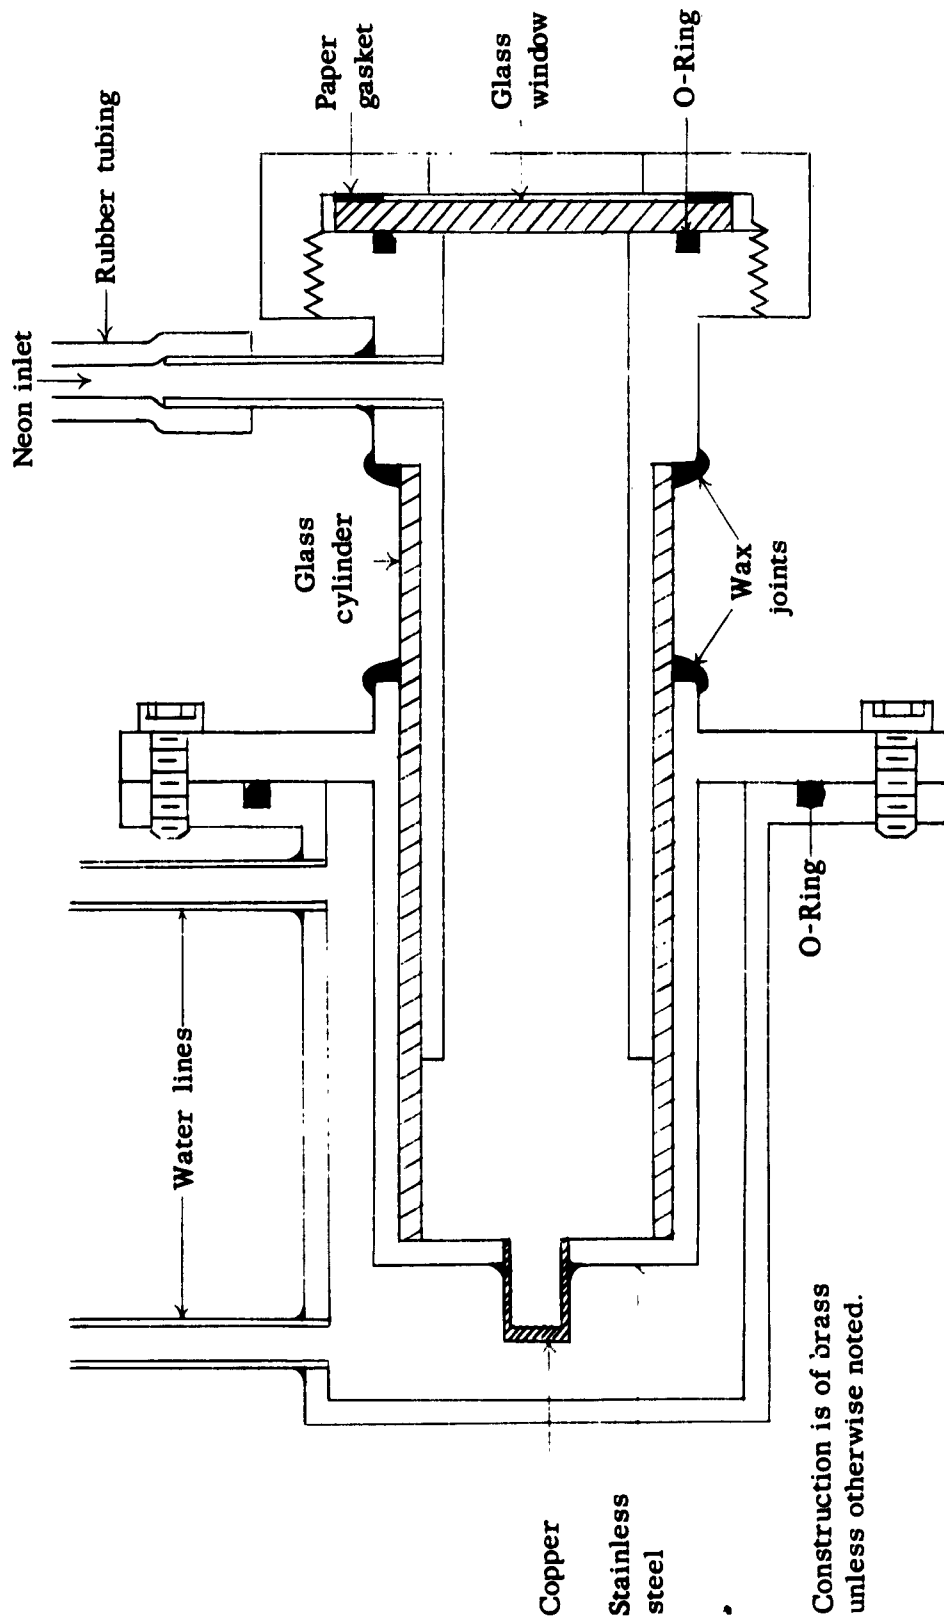 Neon inlet
Rubber tubing
Paper
gasket
Glass
window
O-Ring
Glass
cylinder
Wax
joints
Water lines
O-Ring
Copper
Stainless
steel
Construction is of brass
unless otherwise noted.